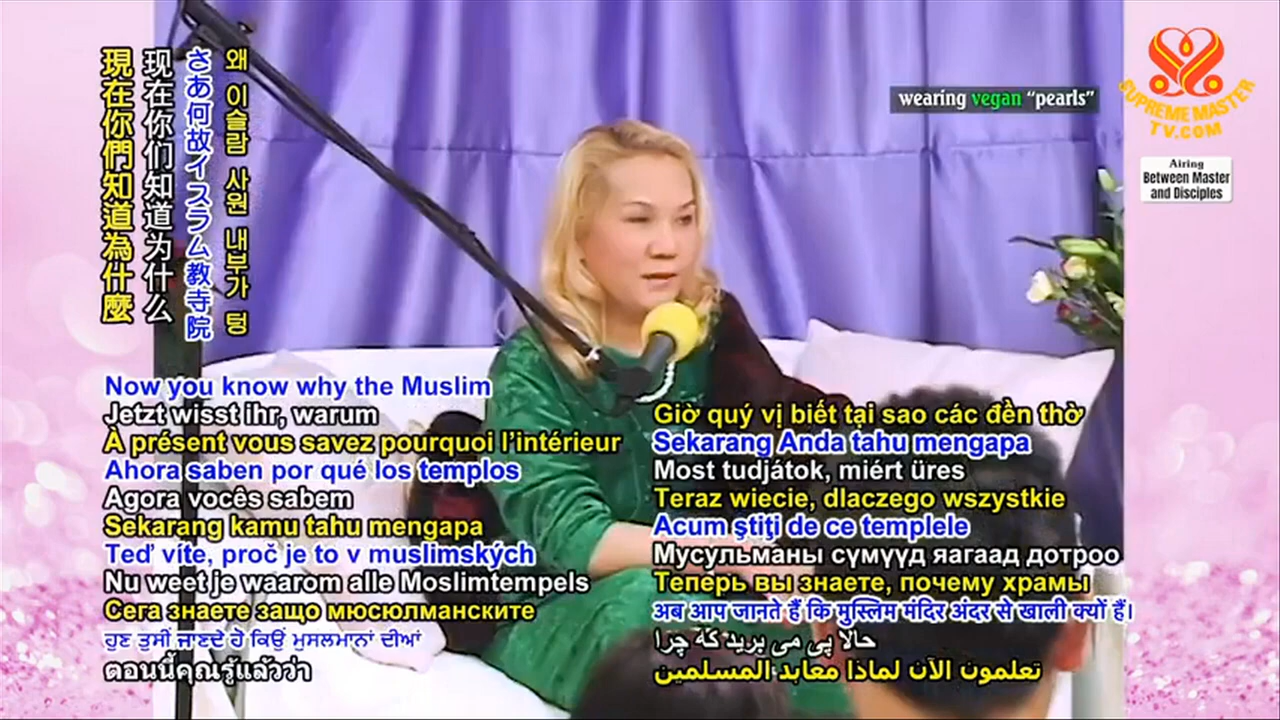 現在你們知道為什麼
现在你们知道为什么
さあ何故イスラム教寺院
왜 이슬람 사원 내부가 텅
wearing vegan “pearls”
SUPREME MASTER
TV.COM
Airing
Between Master
and Disciples
Now you know why the Muslim
Jetzt wisst ihr, warum
À présent vous savez pourquoi l’intérieur
Ahora saben por qué los templos
Agora vocês sabem
Sekarang kamu tahu mengapa
Teď víte, proč je to v muslimských
Nu weet je waarom alle Moslimtempels
Сега знаете защо мюсюлманските
ਹੁਣ ਤੁਸੀਂ ਜਾਣਦੇ ਹੋ ਕਿਉਂ ਮੁਸਲਮਾਨਾਂ ਦੀਆਂ
ตอนนี้คุณรู้แล้วว่า
Giờ quý vị biết tại sao các đền thờ
Sekarang Anda tahu mengapa
Most tudjátok, miért üres
Teraz wiecie, dlaczego wszystkie
Acum ştiţi de ce templele
Мусульманы сүмүүд яагаад дотроо
Теперь вы знаете, почему храмы
अब आप जानते हैं कि मुस्लिम मंदिर अंदर से खाली क्यों हैं।
حالا پی می برید که چرا
تعلمون الآن لماذا معابد المسلمين